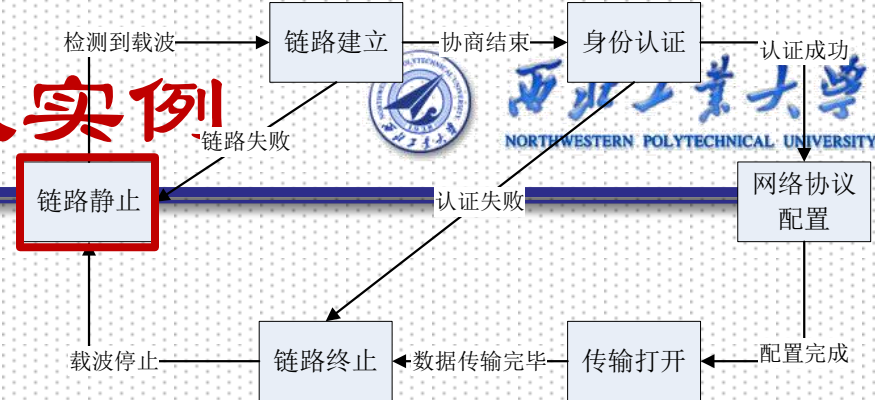 检测到载波
链路建立
协商结束
身份认证
认证成功
实例
西北工业大学
NORTHWESTERN POLYTECHNICAL UNIVERSITY
链路失败
链路静止
认证失败
网络协议
配置
载波停止
链路终止
数据传输完毕
传输打开
配置完成